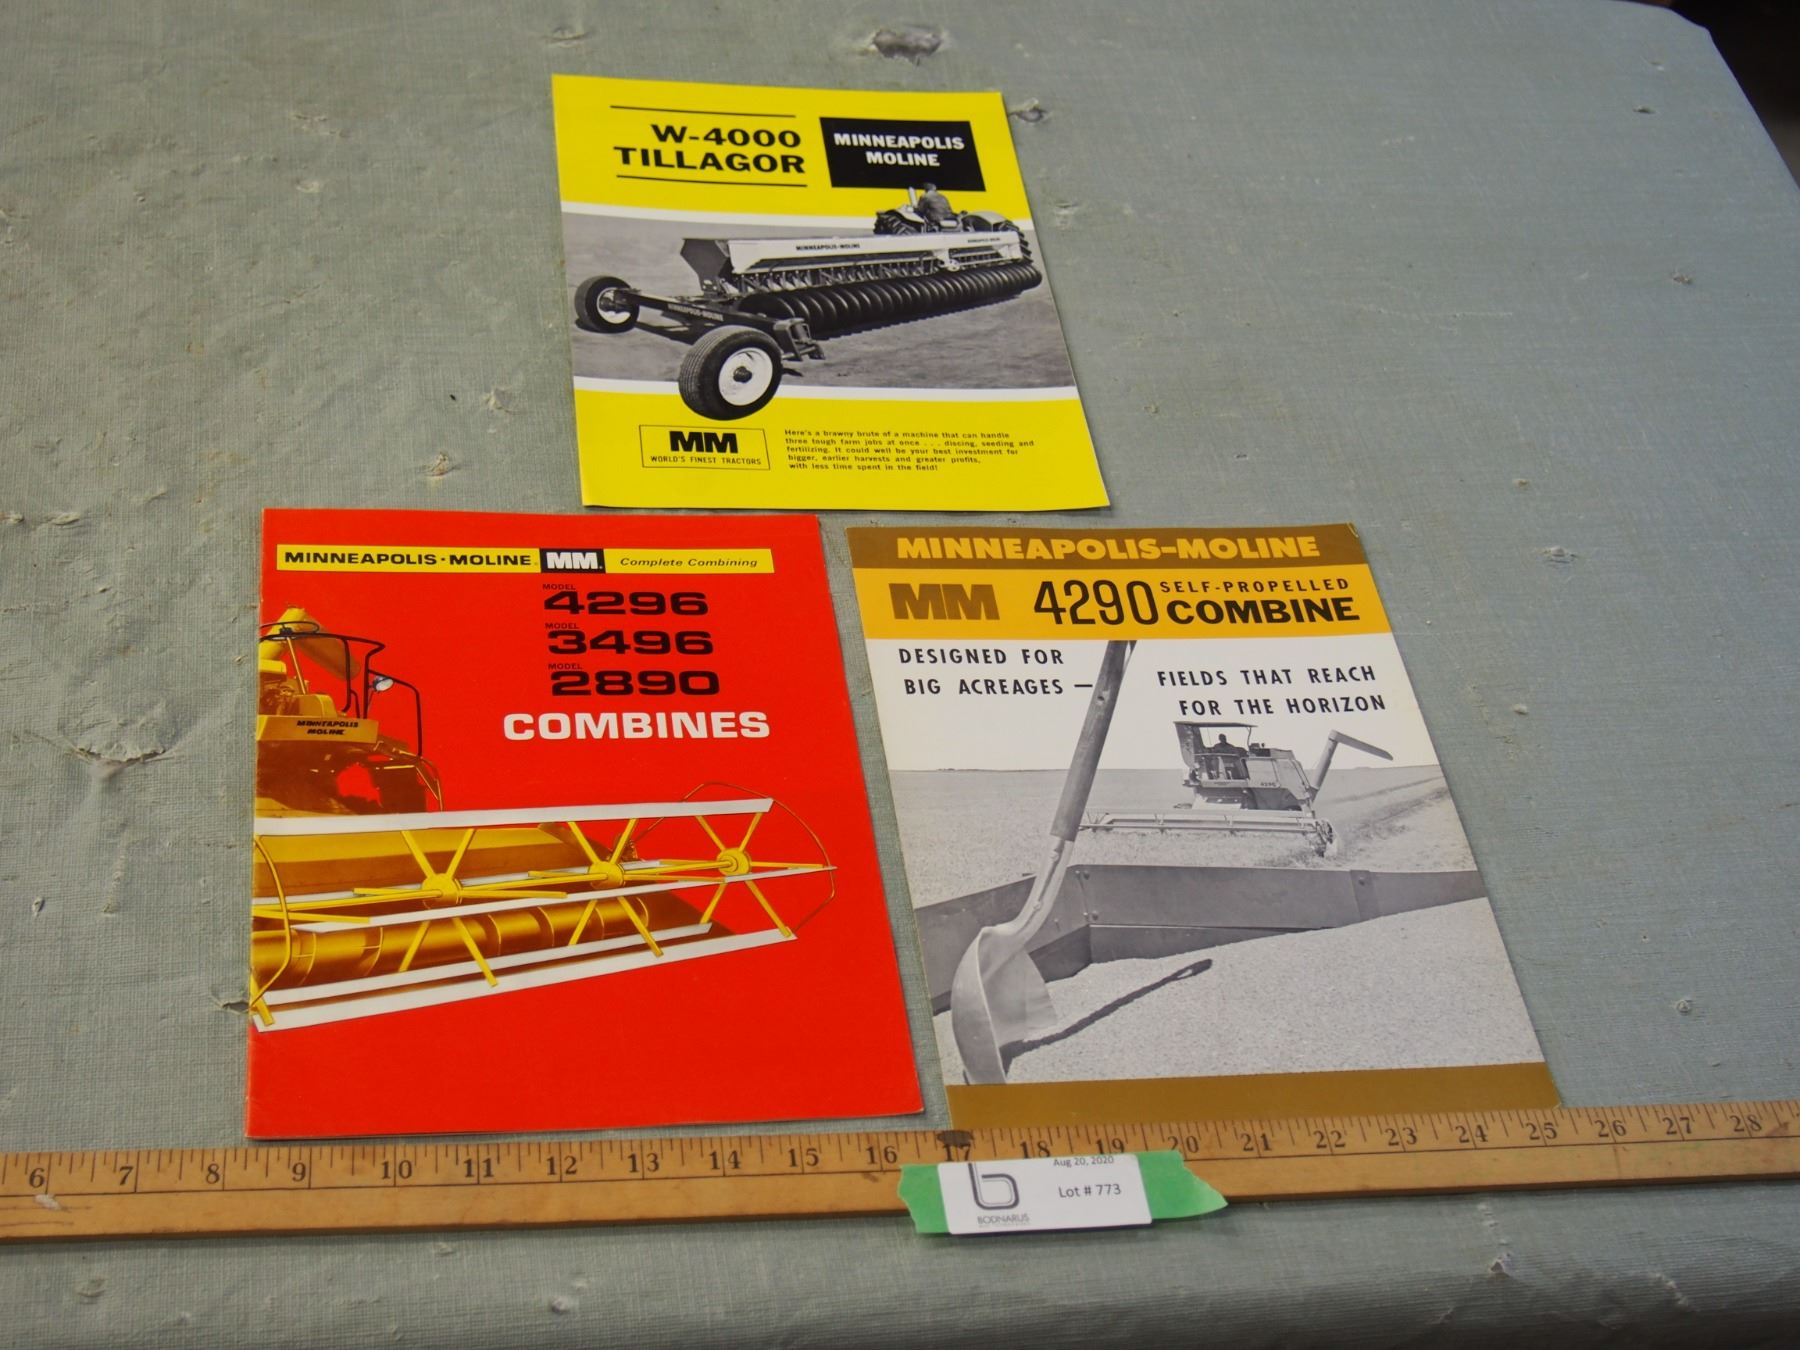 W-4000
TILLAGOR
MINNEAPOLIS
MOLINE
MINNEAPOLIS-MOLINE
MINNEAPOLIS-MOLINE
MINNEAPOLIS-MOLINE
MM
WORLD'S FINEST TRACTORS
Here's a brawny brute of a machine that can handle
three tough farm jobs at once . . . discing, seeding and
fertilizing. It could well be your best investment for
bigger, earlier harvests and greater profits,
with less time spent in the field!
MINNEAPOLIS-MOLINE MM Complete Combining
MODEL
4296
MODEL
3496
MODEL
2890
COMBINES
MINNEAPOLIS
MOLINE
MINNEAPOLIS-MOLINE
MM 4290 SELF-PROPELLED
COMBINE
DESIGNED FOR
BIG ACREAGES —
FIELDS THAT REACH
FOR THE HORIZON
4290
6 7 8 9 10 11 12 13 14 15 16 17 18 19 20 21 22 23 24 25 26 27 28
Aug 20, 2020
Lot # 773
b
BODNARUS